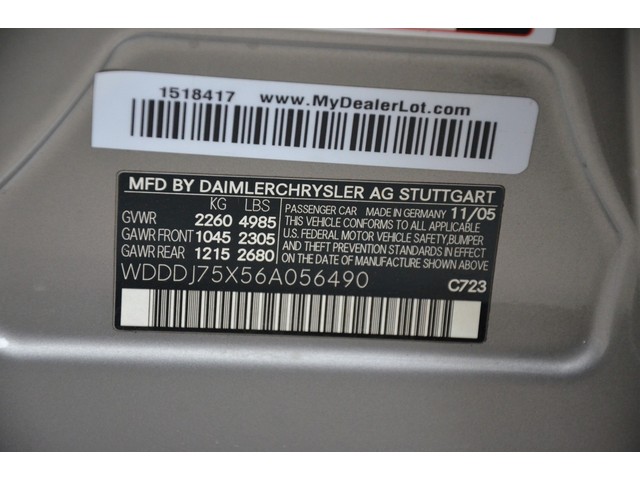 1518417 www.MyDealerLot.com
MFD BY DAIMLERCHRYSLER AG STUTTGART
KG LBS
GVWR 2260 4985
GAWR FRONT 1045 2305
GAWR REAR 1215 2680
PASSENGER CAR MADE IN GERMANY 11/05
THIS VEHICLE CONFORMS TO ALL APPLICABLE
U.S. FEDERAL MOTOR VEHICLE SAFETY,BUMPER
AND THEFT PREVENTION STANDARDS IN EFFECT
ON THE DATE OF MANUFACTURE SHOWN ABOVE.
WDDDJ75X56A056490
C723